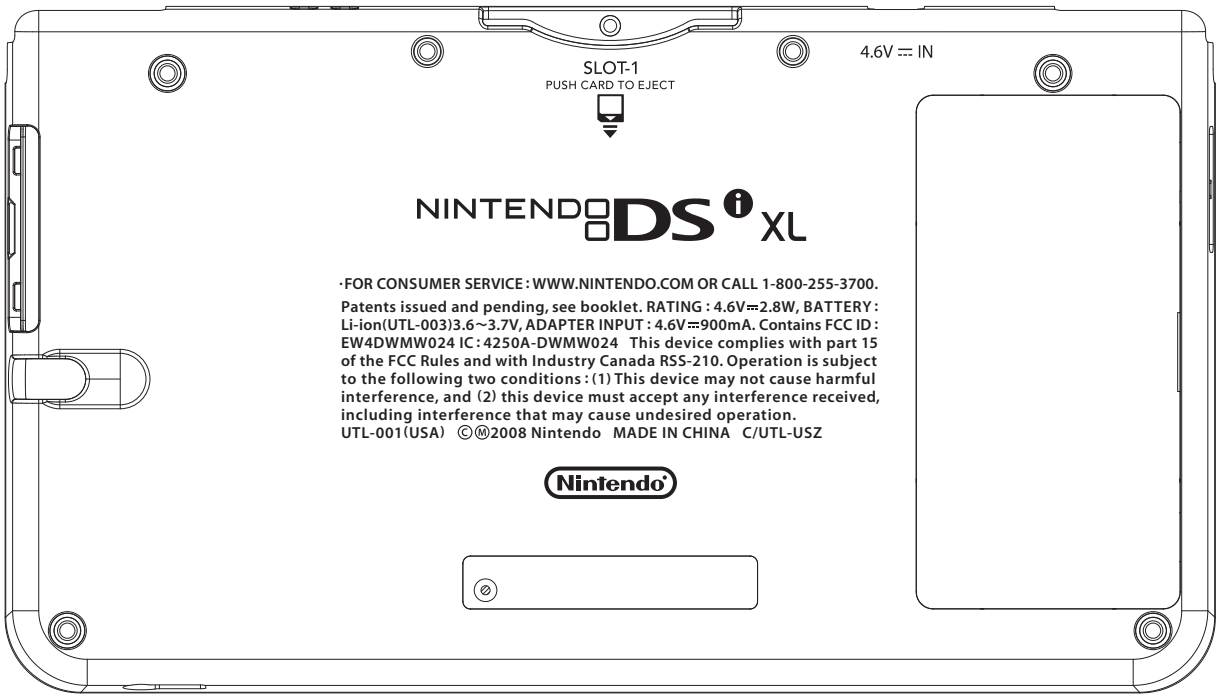 4.6V⎓IN
SLOT-1
PUSH CARD TO EJECT
NINTENDO DSi XL
·FOR CONSUMER SERVICE : WWW.NINTENDO.COM OR CALL 1-800-255-3700.
Patents issued and pending, see booklet. RATING : 4.6V⎓2.8W, BATTERY :
Li-ion(UTL-003)3.6~3.7V, ADAPTER INPUT : 4.6V⎓900mA. Contains FCC ID :
EW4DWMW024 IC : 4250A-DWMW024 This device complies with part 15
of the FCC Rules and with Industry Canada RSS-210. Operation is subject
to the following two conditions : (1) This device may not cause harmful
interference, and (2) this device must accept any interference received,
including interference that may cause undesired operation.
UTL-001(USA) ⒸⓂ2008 Nintendo MADE IN CHINA C/UTL-USZ
Nintendo